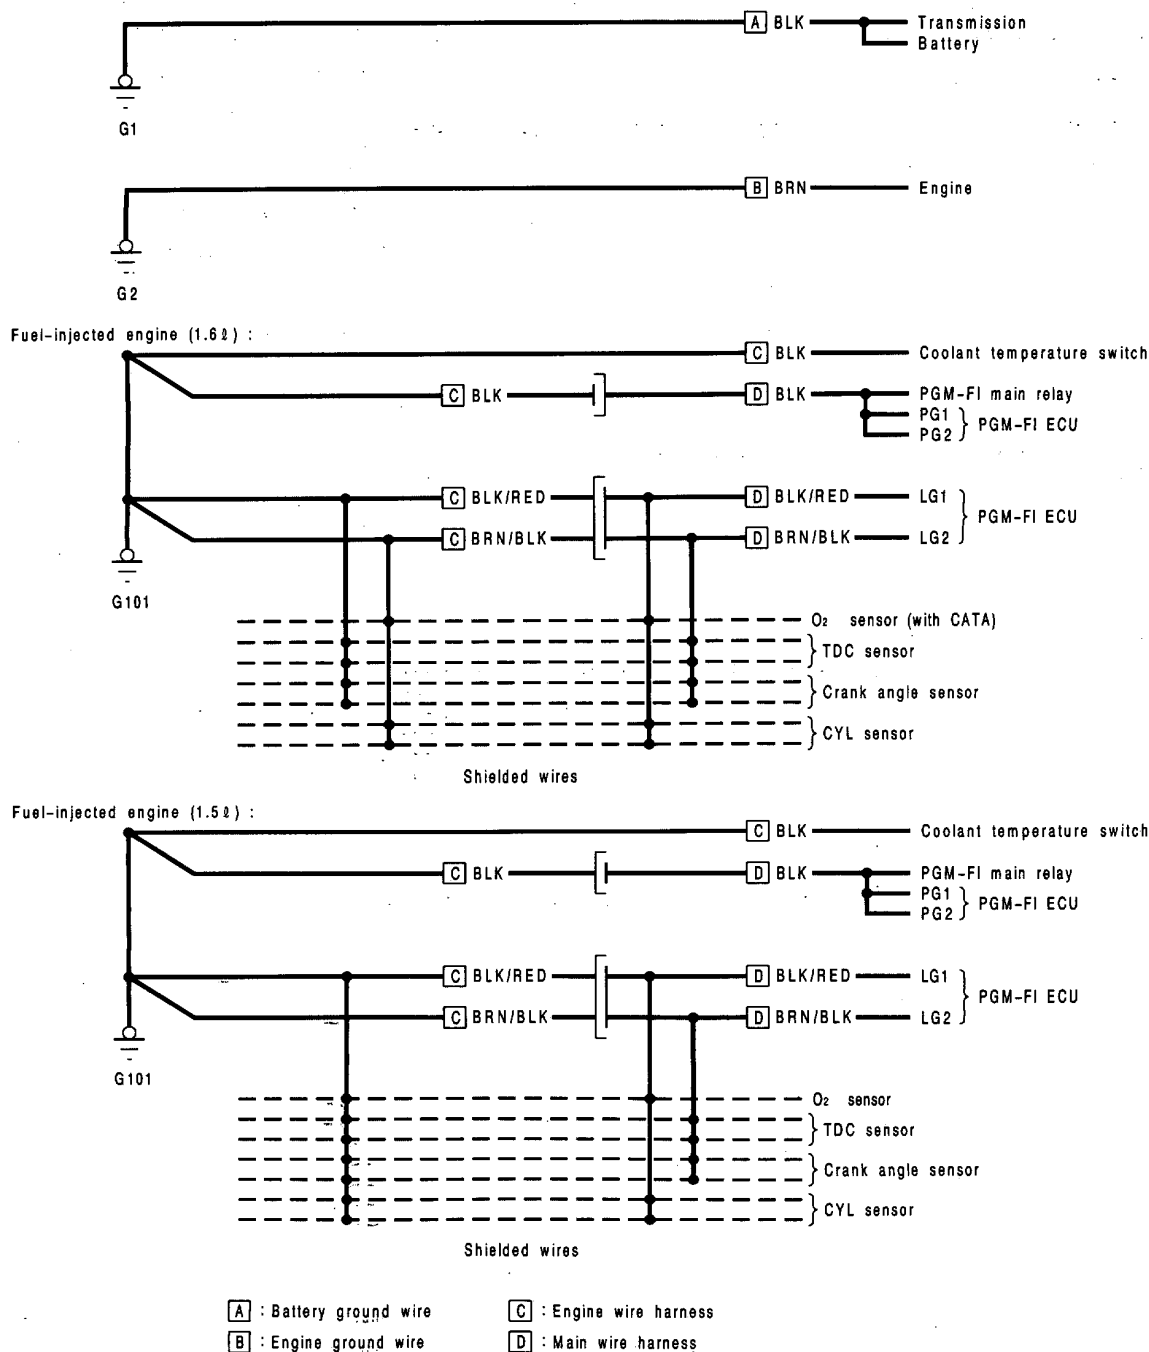 A BLK Transmission
Battery
G1
B BRN Engine
G2
Fuel-injected engine (1.6ℓ) :
C BLK Coolant temperature switch
C BLK D BLK PGM-FI main relay
PG1
PG2 } PGM-FI ECU
C BLK/RED D BLK/RED LG1
C BRN/BLK D BRN/BLK LG2 } PGM-FI ECU
G101
O₂ sensor (with CATA)
TDC sensor
Crank angle sensor
CYL sensor
Shielded wires
Fuel-injected engine (1.5ℓ) :
C BLK Coolant temperature switch
C BLK D BLK PGM-FI main relay
PG1
PG2 } PGM-FI ECU
C BLK/RED D BLK/RED LG1
C BRN/BLK D BRN/BLK LG2 } PGM-FI ECU
G101
O₂ sensor
TDC sensor
Crank angle sensor
CYL sensor
Shielded wires
A : Battery ground wire C : Engine wire harness
B : Engine ground wire D : Main wire harness